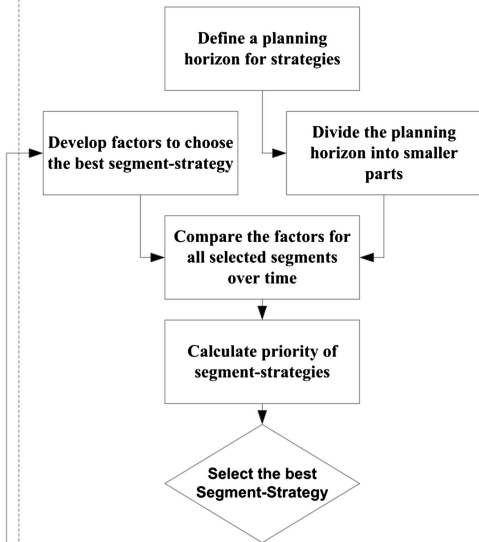 Define a planning
horizon for strategies
Develop factors to choose
the best segment-strategy
Divide the planning
horizon into smaller
parts
Compare the factors for
all selected segments
over time
Calculate priority of
segment-strategies
Select the best
Segment-Strategy